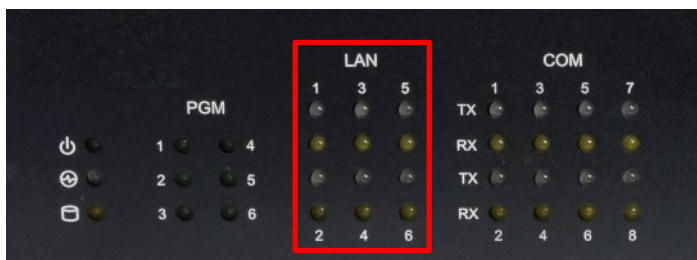 LAN COM
1 3 5 1 3 5 7
PGM TX
1 4 RX
2 5 TX
3 6 RX
2 4 6 2 4 6 8